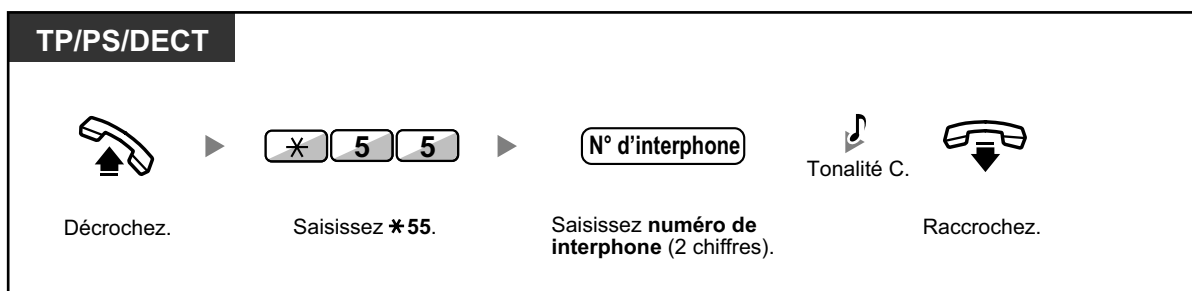 TP/PS/DECT
✱ 5 5
N° d'interphone
Tonalité C.
Décrochez.
Saisissez ✱55.
Saisissez numéro de
interphone (2 chiffres).
Raccrochez.